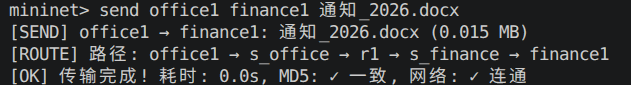 mininet> send office1 finance1 通知_2026.docx
[SEND] office1 → finance1: 通知_2026.docx (0.015 MB)
[ROUTE] 路径: office1 → s_office → r1 → s_finance → finance1
[OK] 传输完成! 耗时: 0.0s, MD5: ✓ 一致, 网络: ✓ 连通